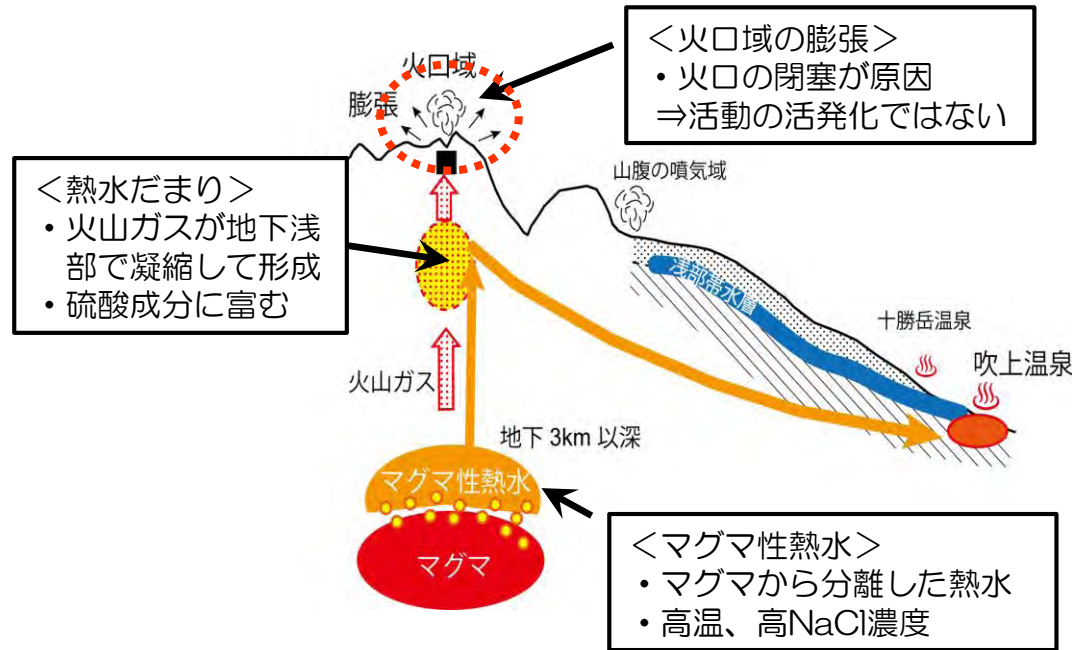 ＜火口域の膨張＞
・火口の閉塞が原因
⇒活動の活発化ではない
火口域
膨張
＜熱水だまり＞
・火山ガスが地下浅
部で凝縮して形成
・硫酸成分に富む
山腹の噴気域
浅部帯水層
十勝岳温泉
吹上温泉
火山ガス
地下 3km 以深
マグマ性熱水
マグマ
＜マグマ性熱水＞
・マグマから分離した熱水
・高温、高NaCl濃度